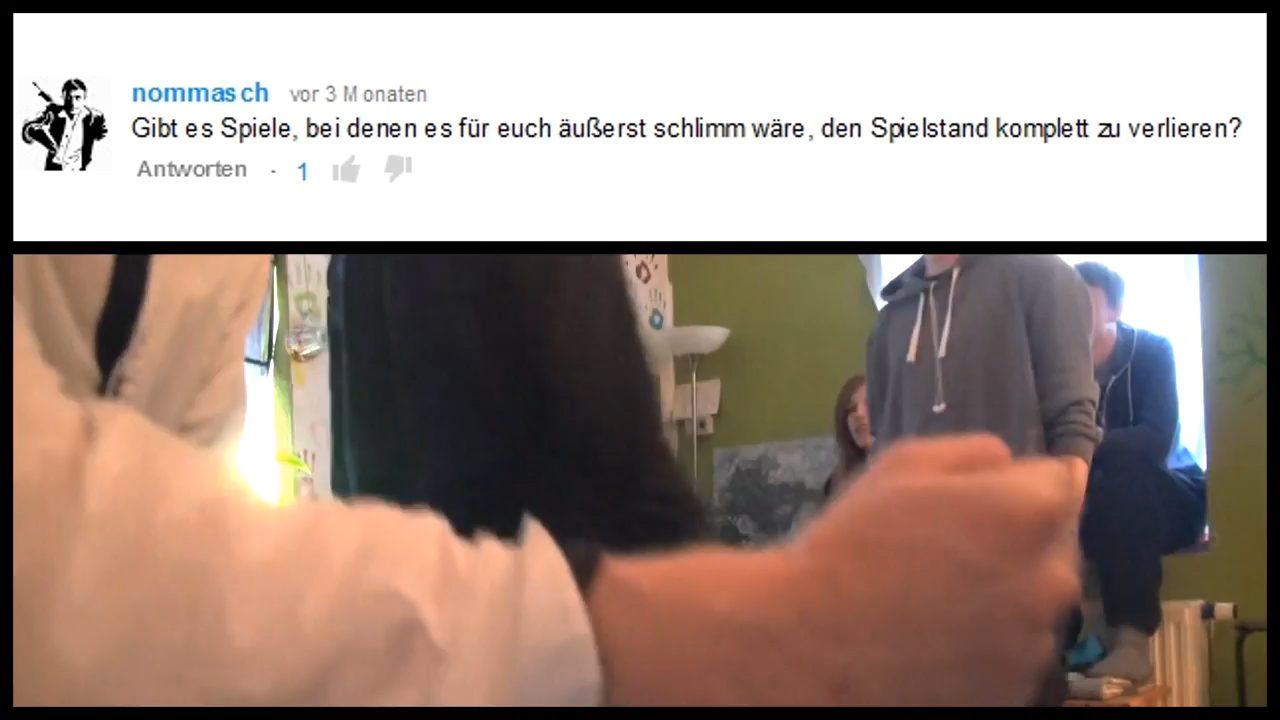 nommasch vor 3 Monaten
Gibt es Spiele, bei denen es für euch äußerst schlimm wäre, den Spielstand komplett zu verlieren?
Antworten · 1